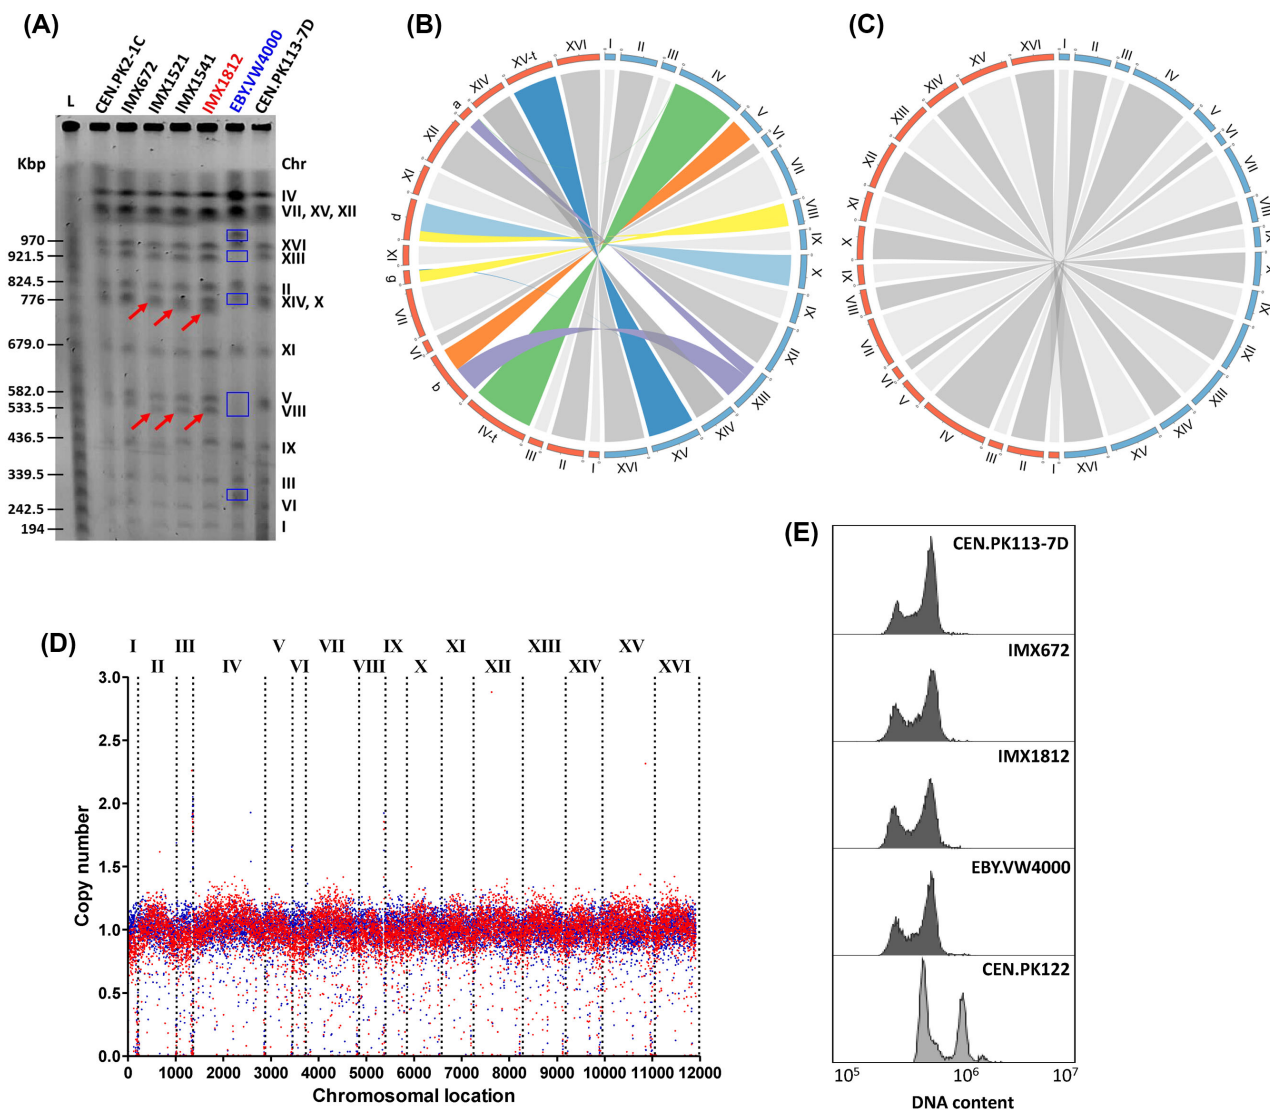 (A)
L
CEN.PK2-1C
IMX672
IMX1521
IMX1541
IMX1812
EBY.VW4000
CEN.PK113-7D
Kbp
Chr
IV
VII, XV, XII
970
XVI
921.5
XIII
824.5
II
776
XIV, X
679.0
XI
582.0
V
533.5
VIII
436.5
IX
339.5
III
242.5
VI
194
I
(B)
I
II
III
IV
V
VI
VII
VIII
IX
X
XI
XII
XIII
XIV
XV
XVI
I
II
III
IV-t
b
VI
VII
g
IX
d
XI
XII
a
XIV
XV-t
XVI
(C)
I
II
III
IV
V
VI
VII
VIII
IX
X
XI
XII
XIII
XIV
XV
XVI
I
II
III
IV
V
VI
VII
VIII
IX
X
XI
XII
XIII
XIV
XV
XVI
(D)
I III V VII IX XI XIII XV
II IV VI VIII X XII XIV XVI
3.0
2.5
2.0
1.5
1.0
0.5
0.0
Copy number
0 1000 2000 3000 4000 5000 6000 7000 8000 9000 10000 11000 12000
Chromosomal location
(E)
CEN.PK113-7D
IMX672
IMX1812
EBY.VW4000
CEN.PK122
10⁵ 10⁶ 10⁷
DNA content